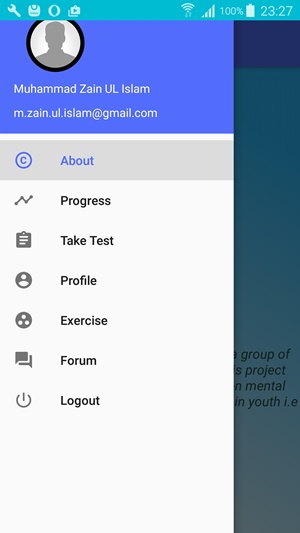 100% 23:27
Muhammad Zain UL Islam
m.zain.ul.islam@gmail.com
About
Progress
Take Test
Profile
Exercise
Forum
Logout
a group of
s project
n mental
in youth i.e